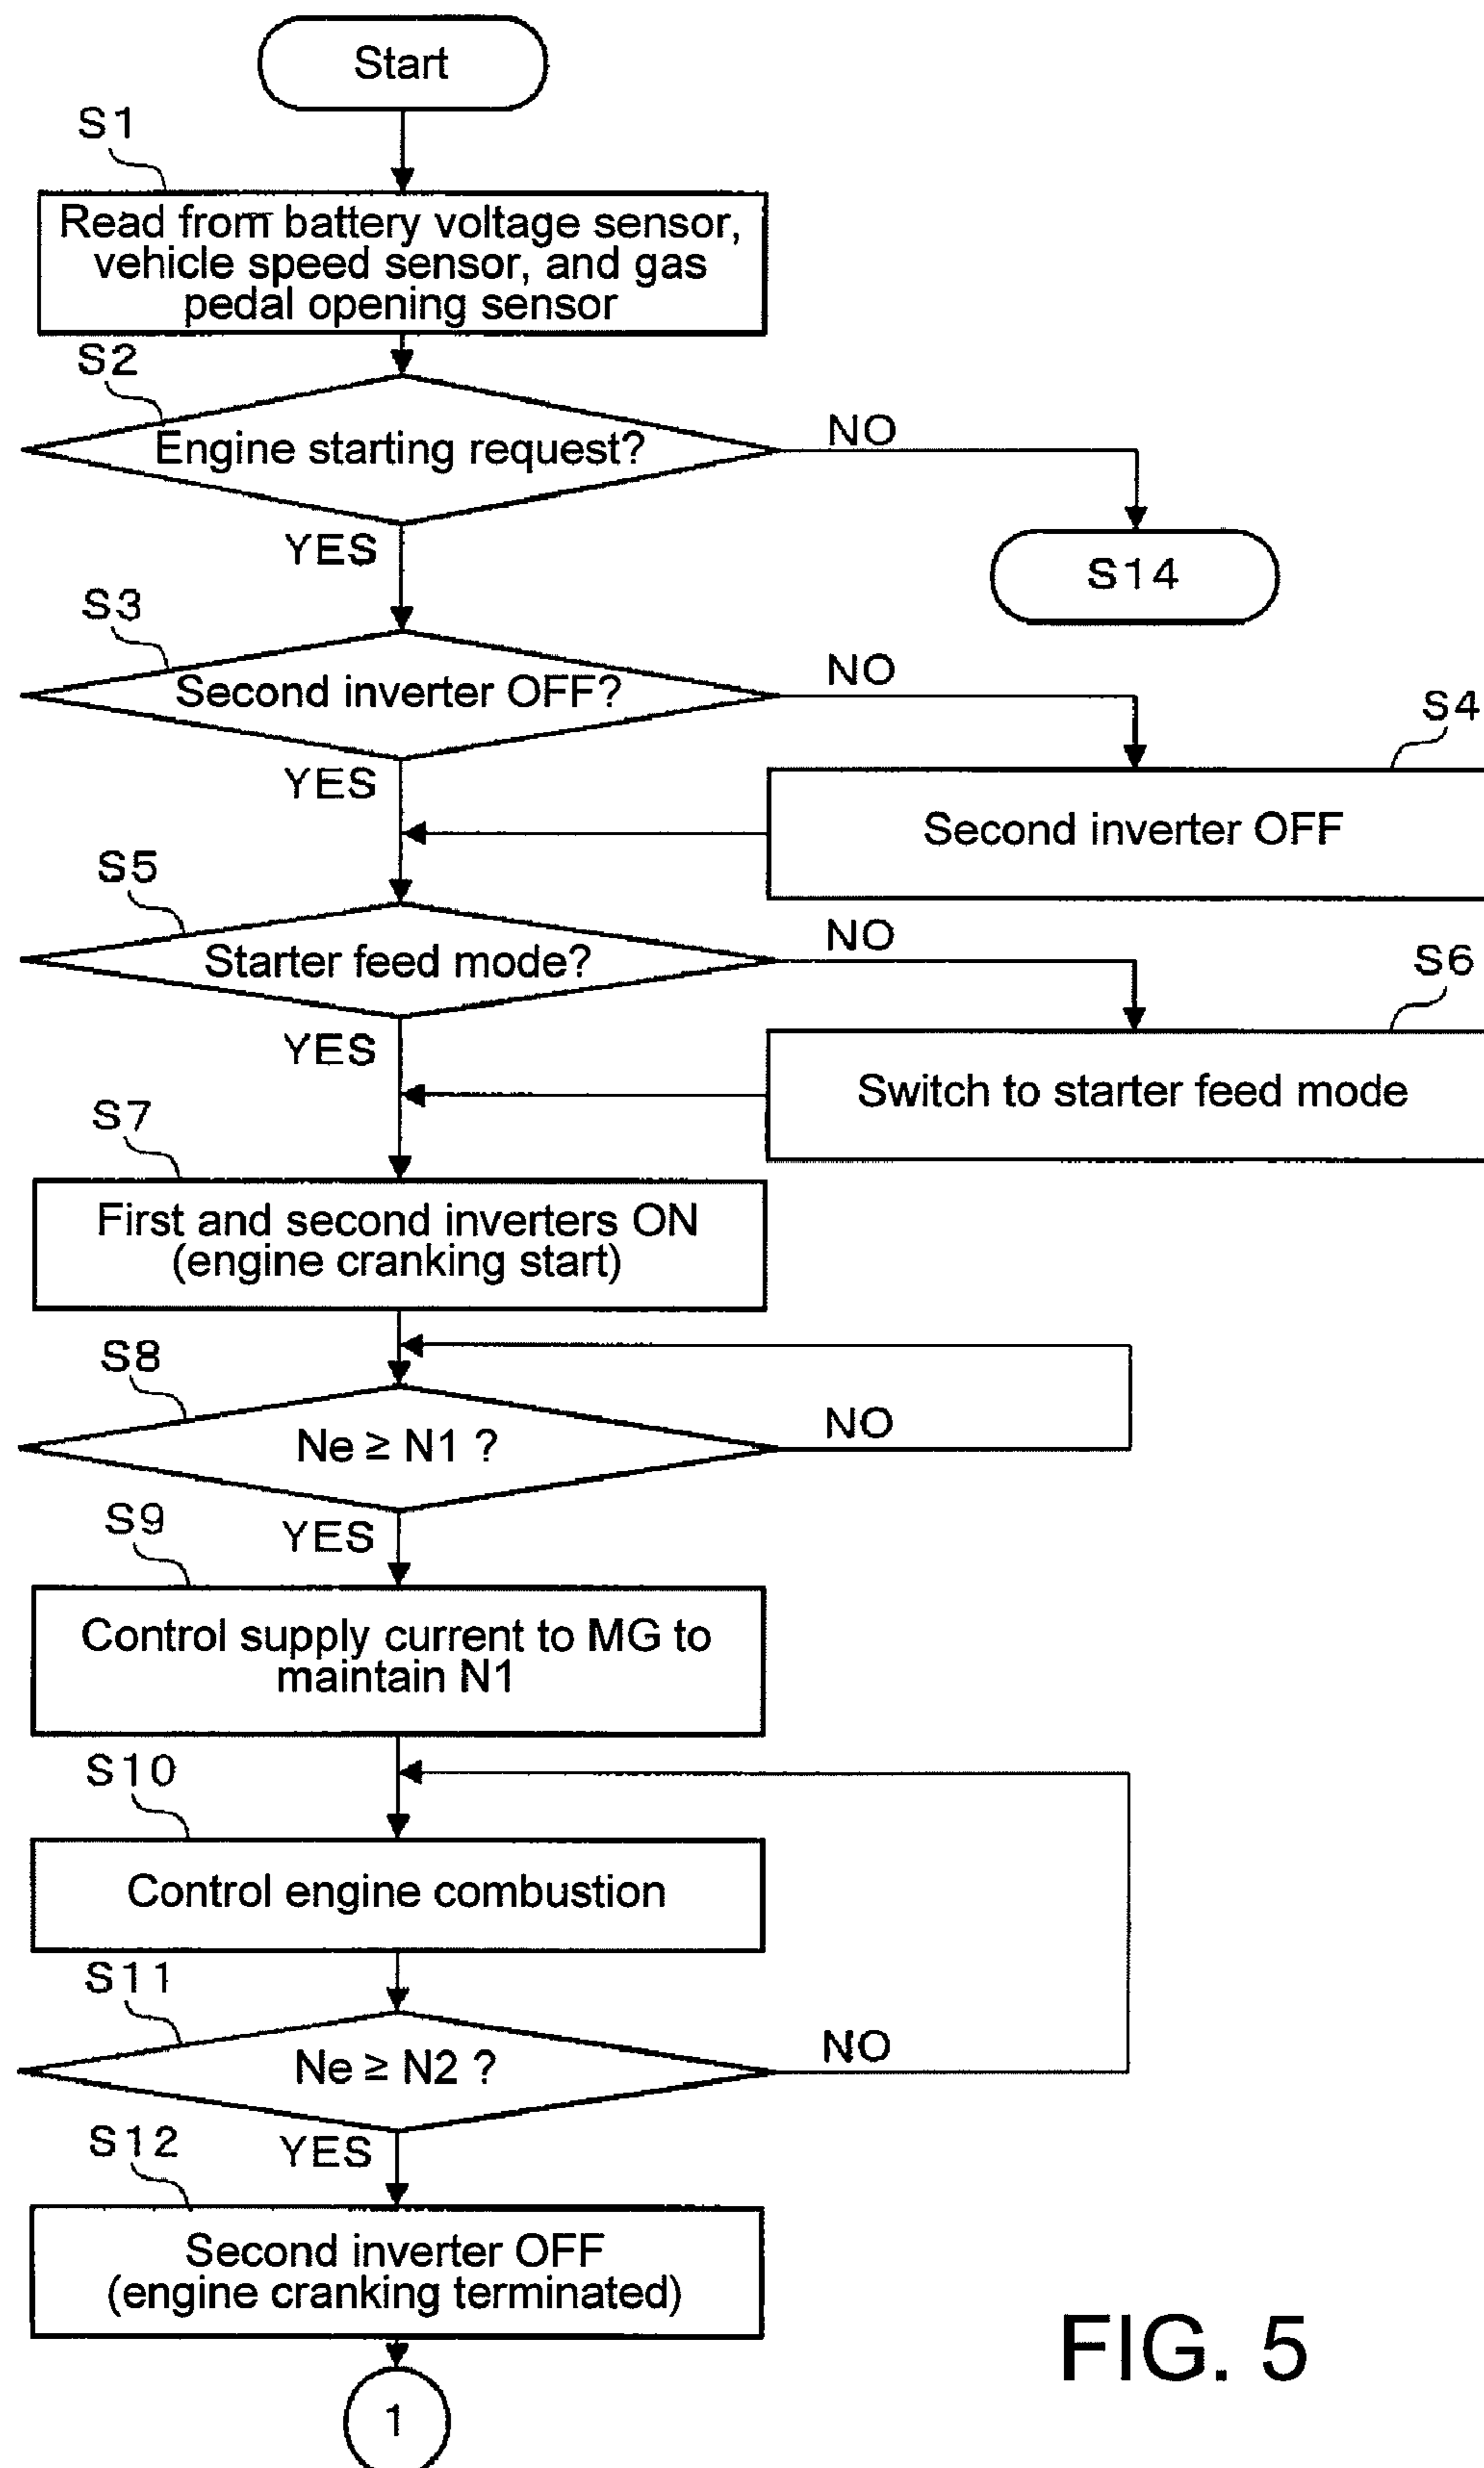 Start
S1
Read from battery voltage sensor,
vehicle speed sensor, and gas
pedal opening sensor
S2
Engine starting request?
NO
YES
S14
S3
Second inverter OFF?
NO
YES
S4
Second inverter OFF
S5
Starter feed mode?
NO
YES
S6
Switch to starter feed mode
S7
First and second inverters ON
(engine cranking start)
S8
Ne ≥ N1 ?
NO
YES
S9
Control supply current to MG to
maintain N1
S10
Control engine combustion
S11
Ne ≥ N2 ?
NO
YES
S12
Second inverter OFF
(engine cranking terminated)
1
FIG. 5